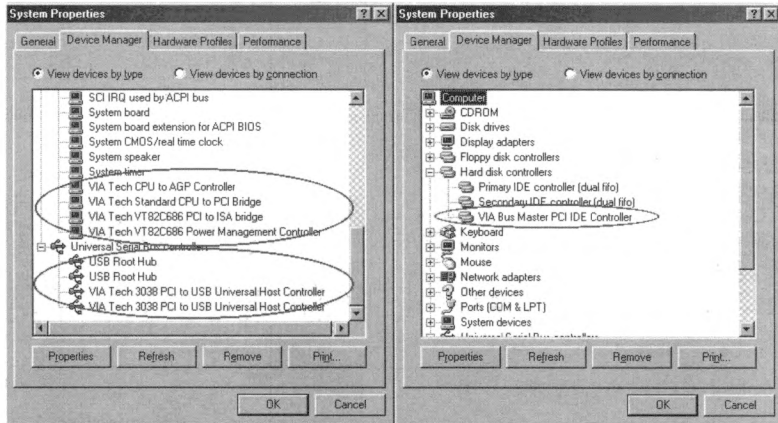 System Properties
General Device Manager Hardware Profiles Performance
View devices by type View devices by connection
SCI IRQ used by ACPI bus
System board
System board extension for ACPI BIOS
System CMOS/real time clock
System speaker
System timer
VIA Tech CPU to AGP Controller
VIA Tech Standard CPU to PCI Bridge
VIA Tech VT82C686 PCI to ISA bridge
VIA Tech VT82C686 Power Management Controller
Universal Serial Bus controllers
USB Root Hub
USB Root Hub
VIA Tech 3038 PCI to USB Universal Host Controller
VIA Tech 3038 PCI to USB Universal Host Controller
Properties Refresh Remove Print...
OK Cancel
System Properties
General Device Manager Hardware Profiles Performance
View devices by type View devices by connection
Computer
CDROM
Disk drives
Display adapters
Floppy disk controllers
Hard disk controllers
Primary IDE controller (dual fifo)
Secondary IDE controller (dual fifo)
VIA Bus Master PCI IDE Controller
Keyboard
Monitors
Mouse
Network adapters
Other devices
Ports (COM & LPT)
System devices
Universal Serial Bus controllers
Properties Refresh Remove Print...
OK Cancel